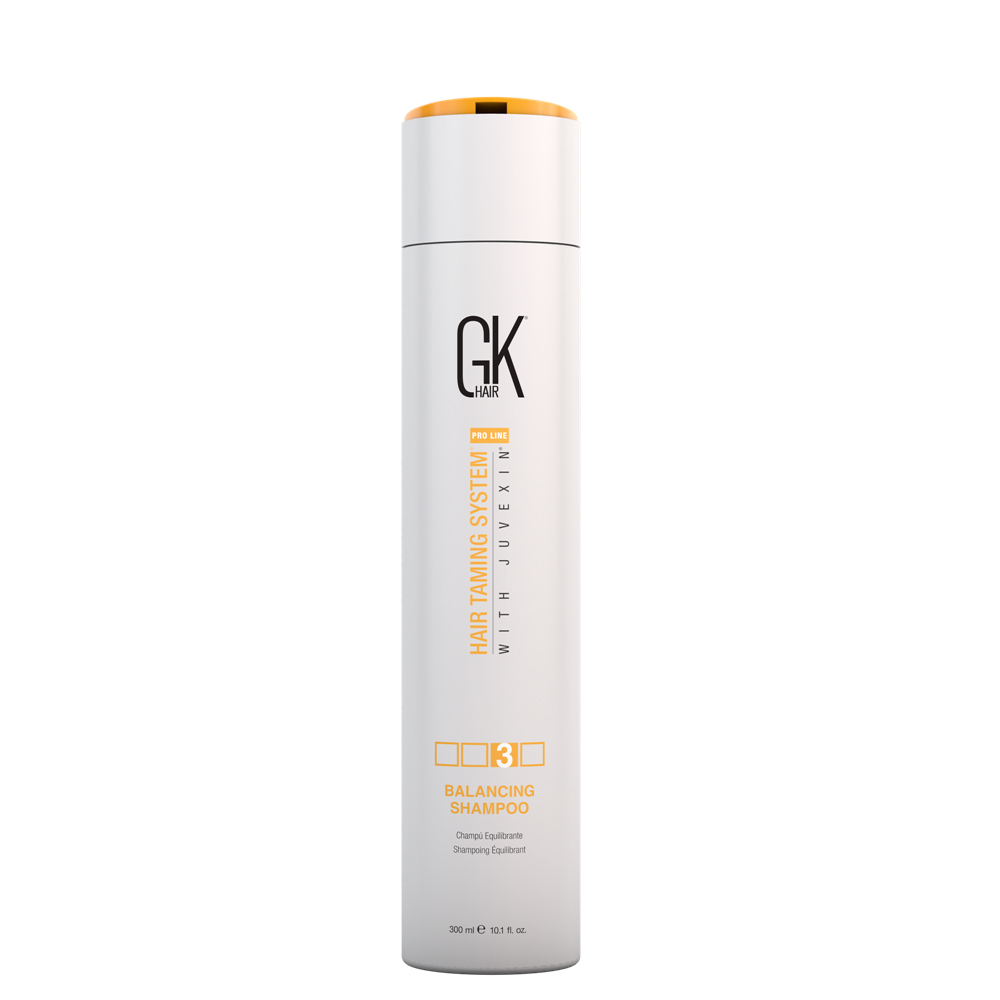 GK®
HAIR
PRO LINE
HAIR TAMING SYSTEM
WITH JUVEXIN®
3
BALANCING
SHAMPOO
Champú Equilibrante
Shampoing Équilibrant
300 ml ℮ 10.1 fl. oz.